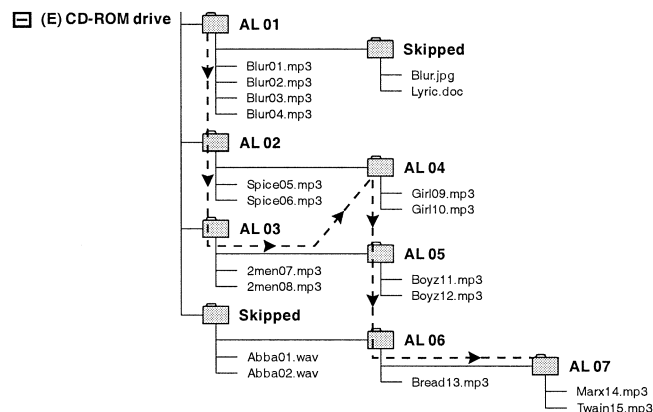 (E) CD-ROM drive
AL 01
Blur01.mp3
Blur02.mp3
Blur03.mp3
Blur04.mp3
Skipped
Blur.jpg
Lyric.doc
AL 02
Spice05.mp3
Spice06.mp3
AL 04
Girl09.mp3
Girl10.mp3
AL 03
2men07.mp3
2men08.mp3
AL 05
Boyz11.mp3
Boyz12.mp3
Skipped
Abba01.wav
Abba02.wav
AL 06
Bread13.mp3
AL 07
Marx14.mp3
Twain15.mp3